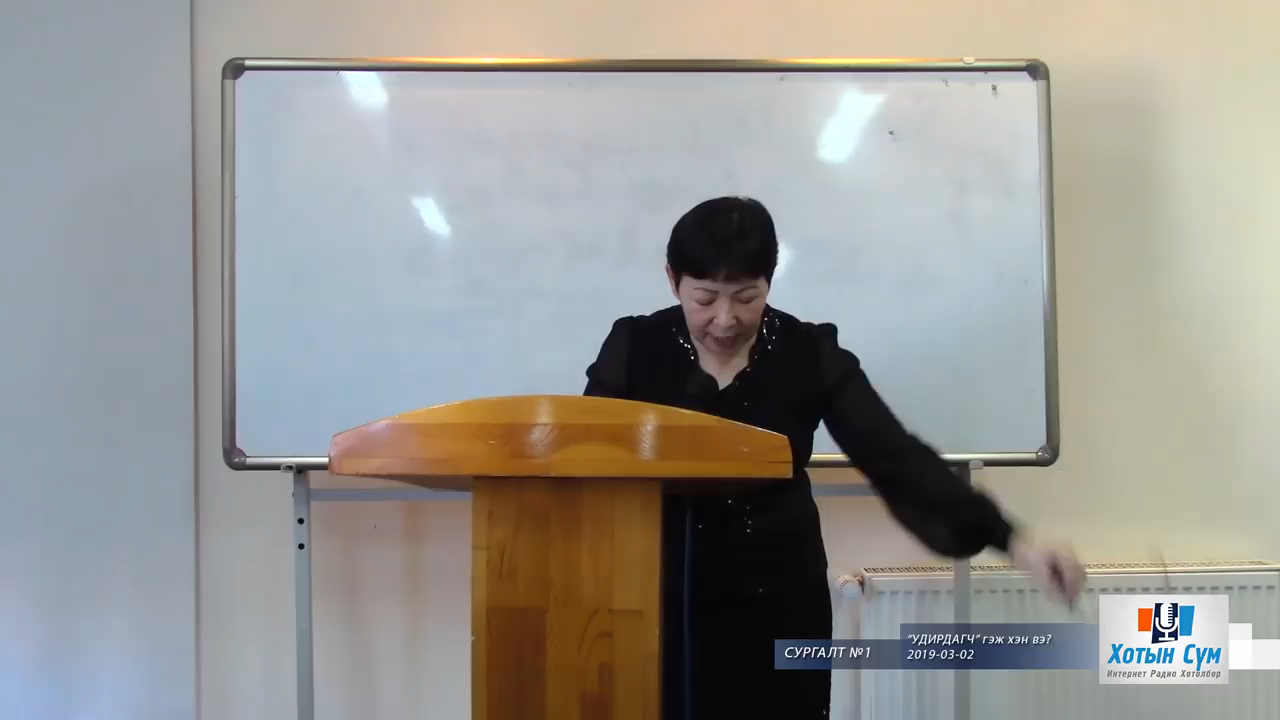 СУРГАЛТ №1
"УДИРДАГЧ" гэж хэн вэ?
2019-03-02
Хотын Сүм
Интернет Радио Хөтөлбөр